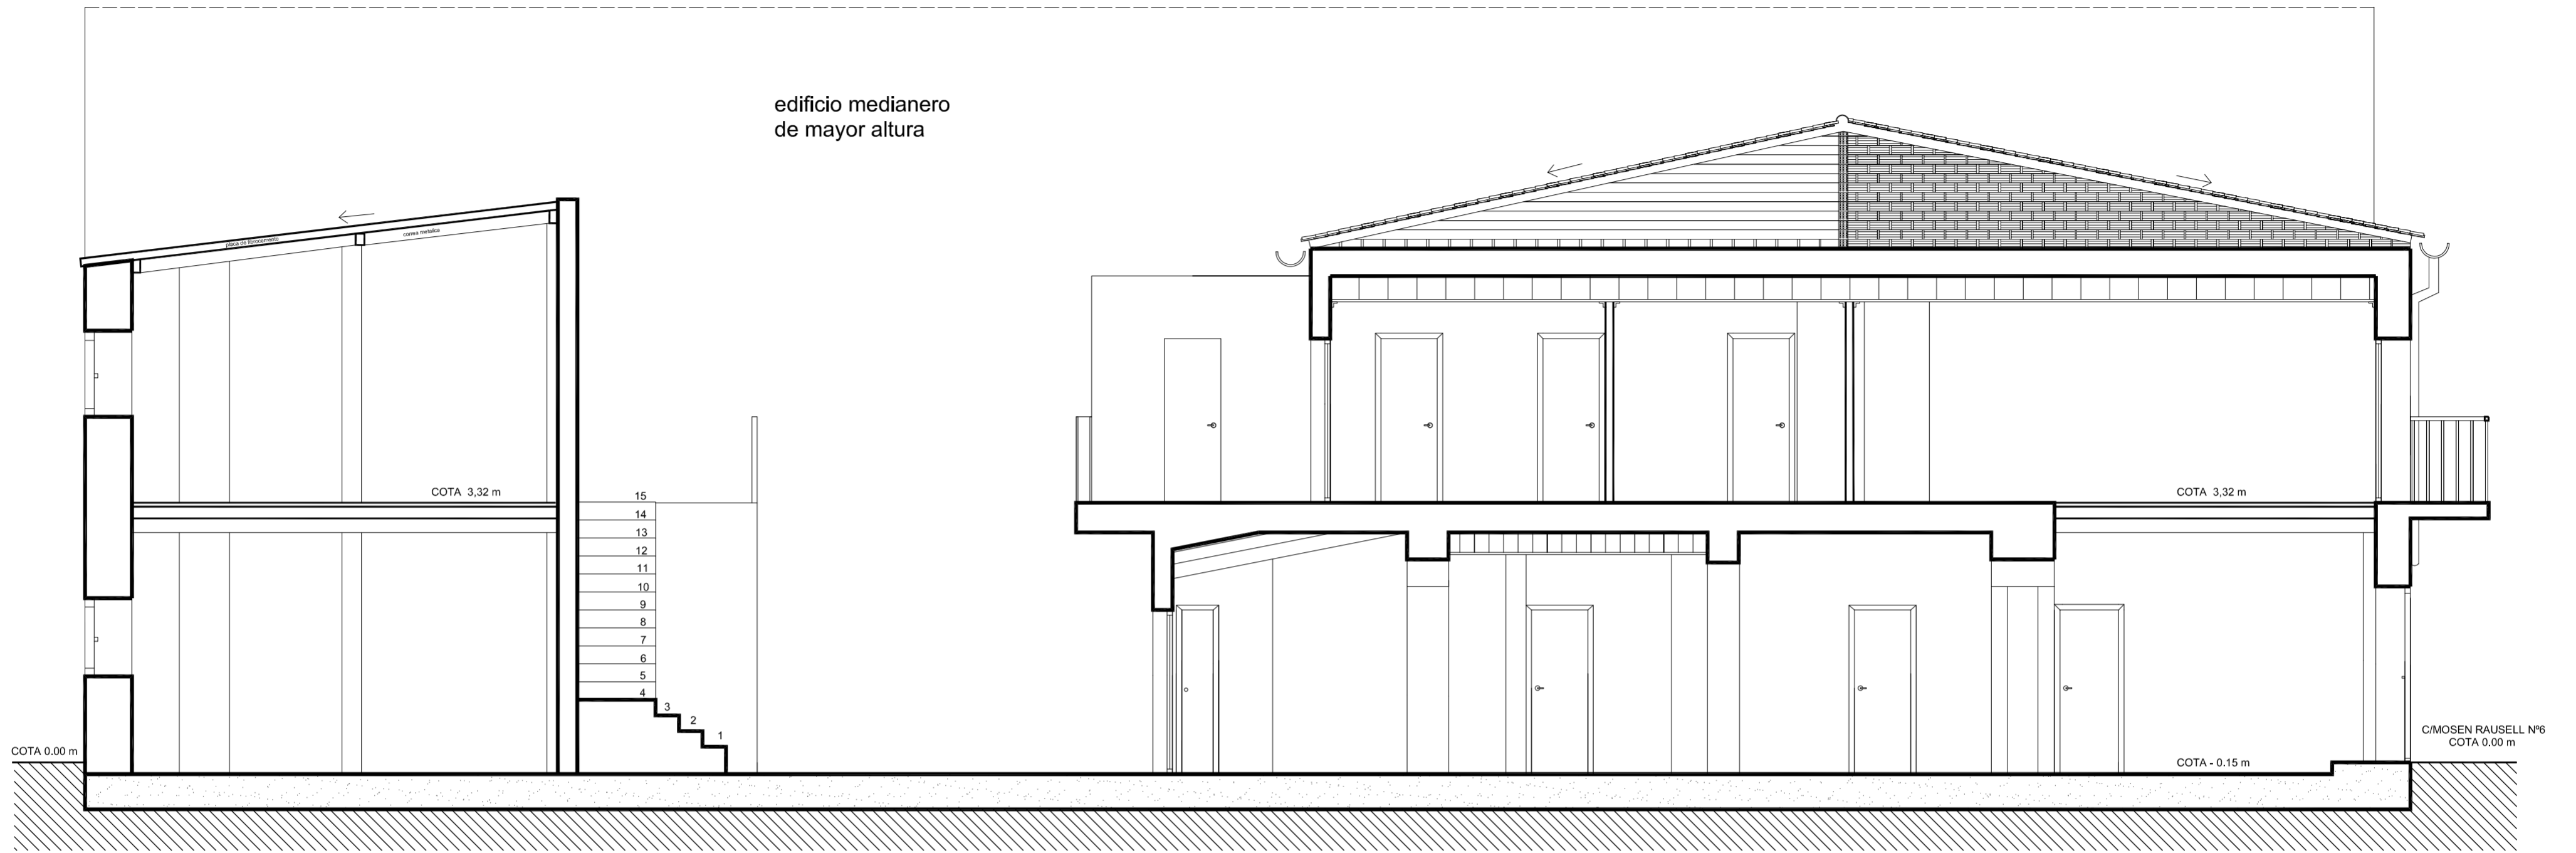 edificio medianero
de mayor altura
placa de fibrocemento
correa metalica
COTA 3,32 m
COTA 3,32 m
15
14
13
12
11
10
9
8
7
6
5
4
3
2
1
COTA 0.00 m
C/MOSEN RAUSELL Nº6
COTA 0.00 m
COTA - 0.15 m